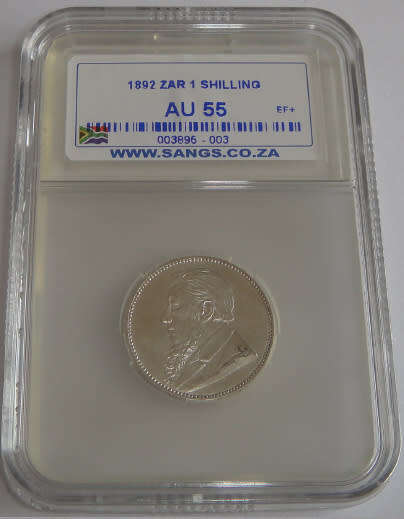 1892 ZAR 1 SHILLING
AU 55 EF+
003896 - 003
WWW.SANGS.CO.ZA